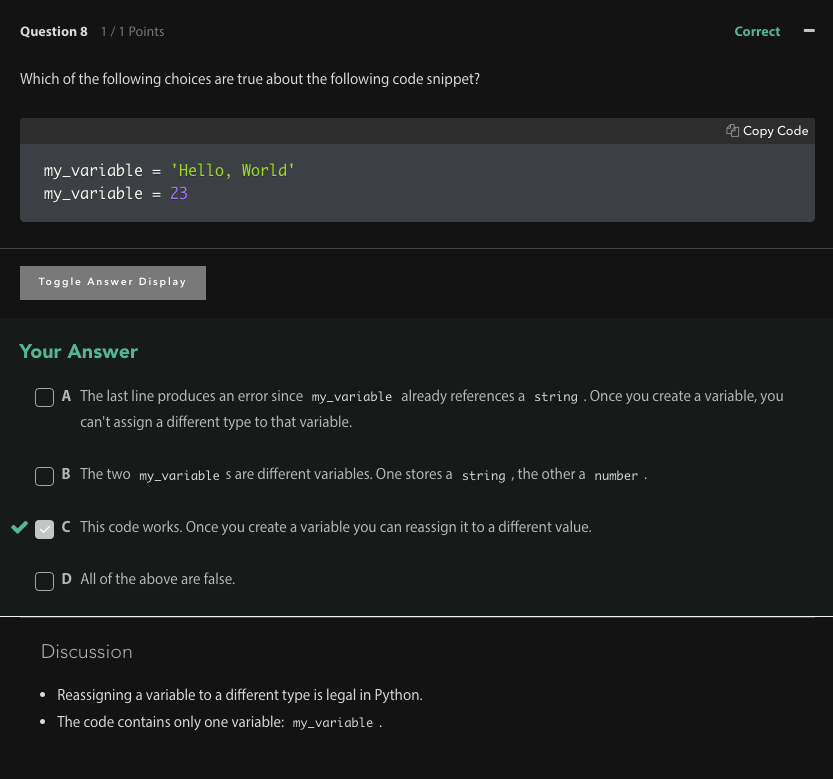 Question 8 1 / 1 Points Correct
Which of the following choices are true about the following code snippet?
Copy Code
my_variable = 'Hello, World'
my_variable = 23
Toggle Answer Display
Your Answer
A The last line produces an error since my_variable already references a string . Once you create a variable, you
can't assign a different type to that variable.
B The two my_variable s are different variables. One stores a string , the other a number .
C This code works. Once you create a variable you can reassign it to a different value.
D All of the above are false.
Discussion
• Reassigning a variable to a different type is legal in Python.
• The code contains only one variable: my_variable .